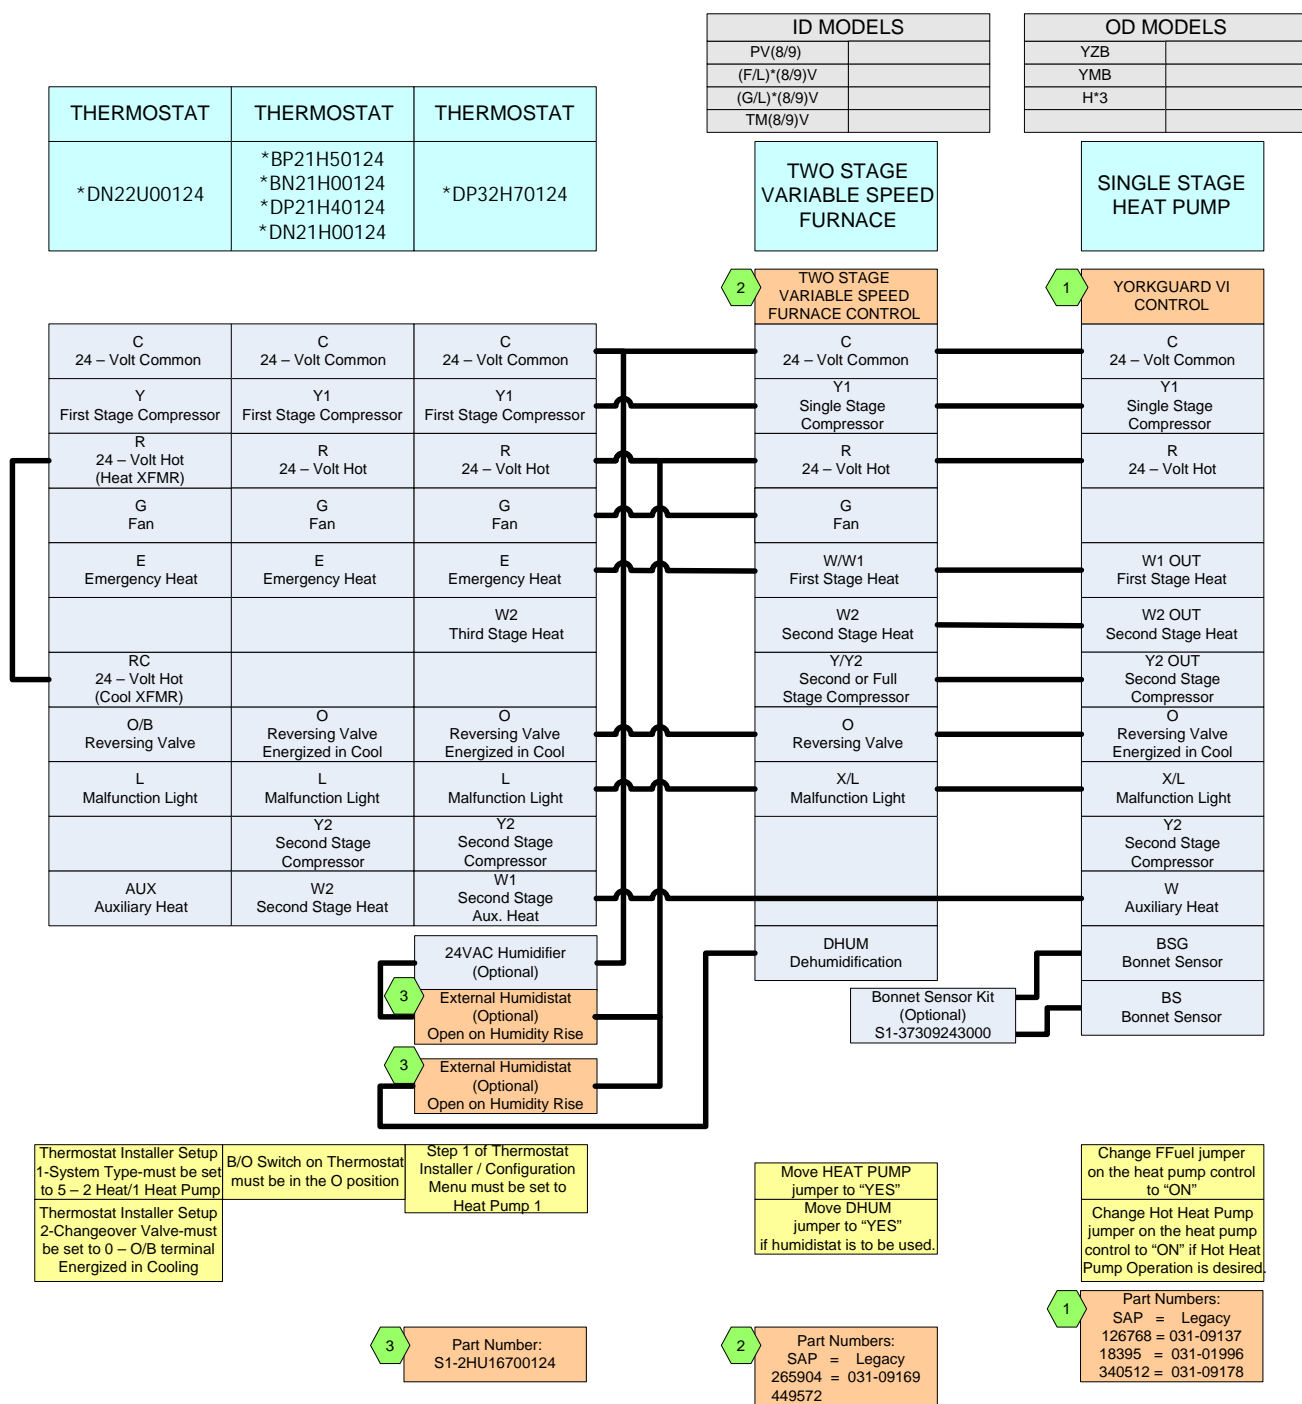 ID MODELS
PV(8/9)
(F/L)*(8/9)V
(G/L)*(8/9)V
TM(8/9)V
OD MODELS
YZB
YMB
H*3
THERMOSTAT
*DN22U00124
THERMOSTAT
*BP21H50124
*BN21H00124
*DP21H40124
*DN21H00124
THERMOSTAT
*DP32H70124
TWO STAGE
VARIABLE SPEED
FURNACE
SINGLE STAGE
HEAT PUMP
2
TWO STAGE
VARIABLE SPEED
FURNACE CONTROL
1
YORKGUARD VI
CONTROL
C
24 – Volt Common
C
24 – Volt Common
C
24 – Volt Common
C
24 – Volt Common
C
24 – Volt Common
Y
First Stage Compressor
Y1
First Stage Compressor
Y1
First Stage Compressor
Y1
Single Stage
Compressor
Y1
Single Stage
Compressor
R
24 – Volt Hot
(Heat XFMR)
R
24 – Volt Hot
R
24 – Volt Hot
R
24 – Volt Hot
R
24 – Volt Hot
G
Fan
G
Fan
G
Fan
G
Fan
E
Emergency Heat
E
Emergency Heat
E
Emergency Heat
W/W1
First Stage Heat
W1 OUT
First Stage Heat
W2
Third Stage Heat
W2
Second Stage Heat
W2 OUT
Second Stage Heat
RC
24 – Volt Hot
(Cool XFMR)
Y/Y2
Second or Full
Stage Compressor
Y2 OUT
Second Stage
Compressor
O/B
Reversing Valve
O
Reversing Valve
Energized in Cool
O
Reversing Valve
Energized in Cool
O
Reversing Valve
O
Reversing Valve
Energized in Cool
L
Malfunction Light
L
Malfunction Light
L
Malfunction Light
X/L
Malfunction Light
X/L
Malfunction Light
Y2
Second Stage
Compressor
Y2
Second Stage
Compressor
Y2
Second Stage
Compressor
AUX
Auxiliary Heat
W2
Second Stage Heat
W1
Second Stage
Aux. Heat
W
Auxiliary Heat
24VAC Humidifier
(Optional)
DHUM
Dehumidification
BSG
Bonnet Sensor
3
External Humidistat
(Optional)
Open on Humidity Rise
Bonnet Sensor Kit
(Optional)
S1-37309243000
BS
Bonnet Sensor
3
External Humidistat
(Optional)
Open on Humidity Rise
Thermostat Installer Setup
1-System Type-must be set
to 5 – 2 Heat/1 Heat Pump
B/O Switch on Thermostat
must be in the O position
Step 1 of Thermostat
Installer / Configuration
Menu must be set to
Heat Pump 1
Thermostat Installer Setup
2-Changeover Valve-must
be set to 0 – O/B terminal
Energized in Cooling
Move HEAT PUMP
jumper to “YES”
Move DHUM
jumper to “YES”
if humidistat is to be used.
Change FFuel jumper
on the heat pump control
to “ON”
Change Hot Heat Pump
jumper on the heat pump
control to “ON” if Hot Heat
Pump Operation is desired.
3
Part Number:
S1-2HU16700124
2
Part Numbers:
SAP = Legacy
265904 = 031-09169
449572
1
Part Numbers:
SAP = Legacy
126768 = 031-09137
18395 = 031-01996
340512 = 031-09178